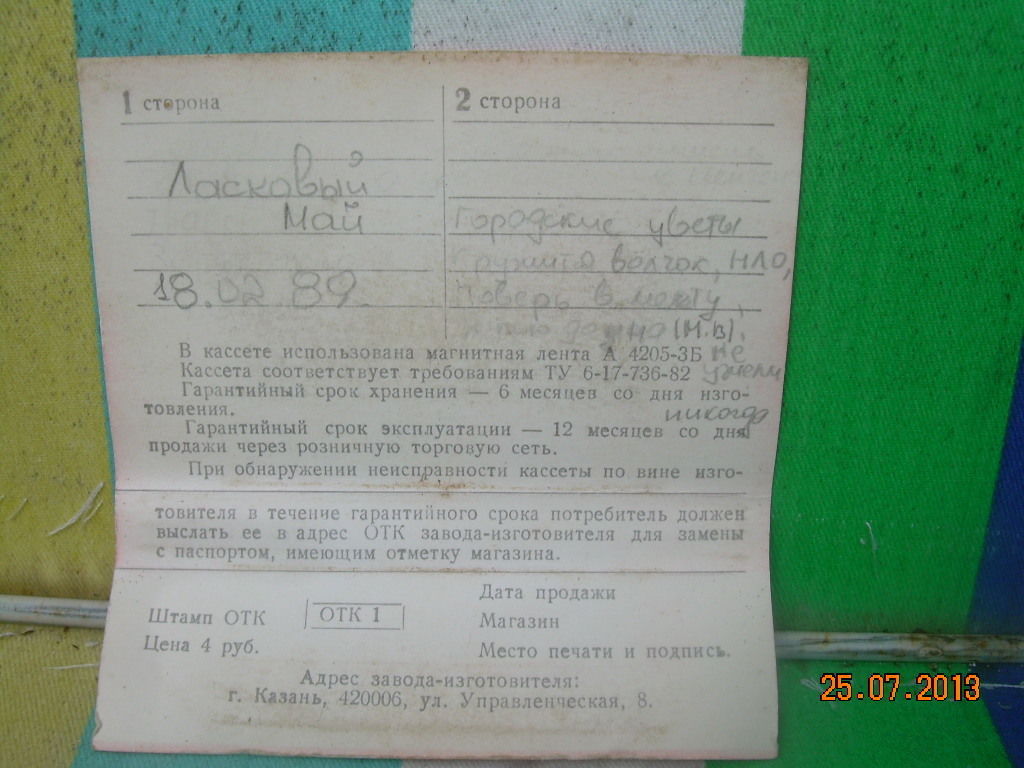 1 сторона
2 сторона
Ласковый
Май
18.02.89.
Городские цветы
Кружится волчок, НЛО,
Поверь в мечту,
(М.В).
не
ужели
никогда
В кассете использована магнитная лента А 4205-3Б
Кассета соответствует требованиям ТУ 6-17-736-82
Гарантийный срок хранения — 6 месяцев со дня изго-
товления.
Гарантийный срок эксплуатации — 12 месяцев со дня
продажи через розничную торговую сеть.
При обнаружении неисправности кассеты по вине изго-
товителя в течение гарантийного срока потребитель должен
выслать ее в адрес ОТК завода-изготовителя для замены
с паспортом, имеющим отметку магазина.
Дата продажи
Штамп ОТК
ОТК 1
Магазин
Цена 4 руб.
Место печати и подпись.
Адрес завода-изготовителя:
г. Казань, 420006, ул. Управленческая, 8.
25.07.2013